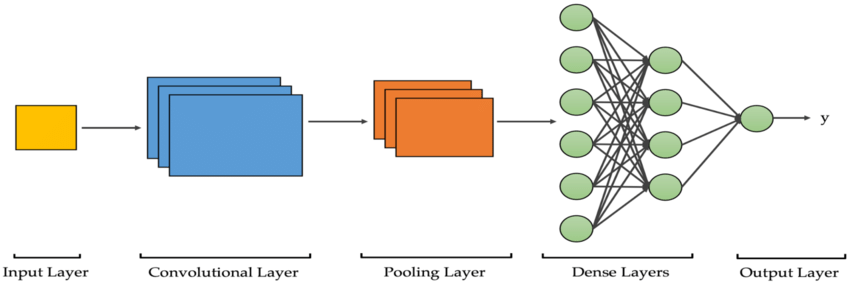 y
Input Layer
Convolutional Layer
Pooling Layer
Dense Layers
Output Layer